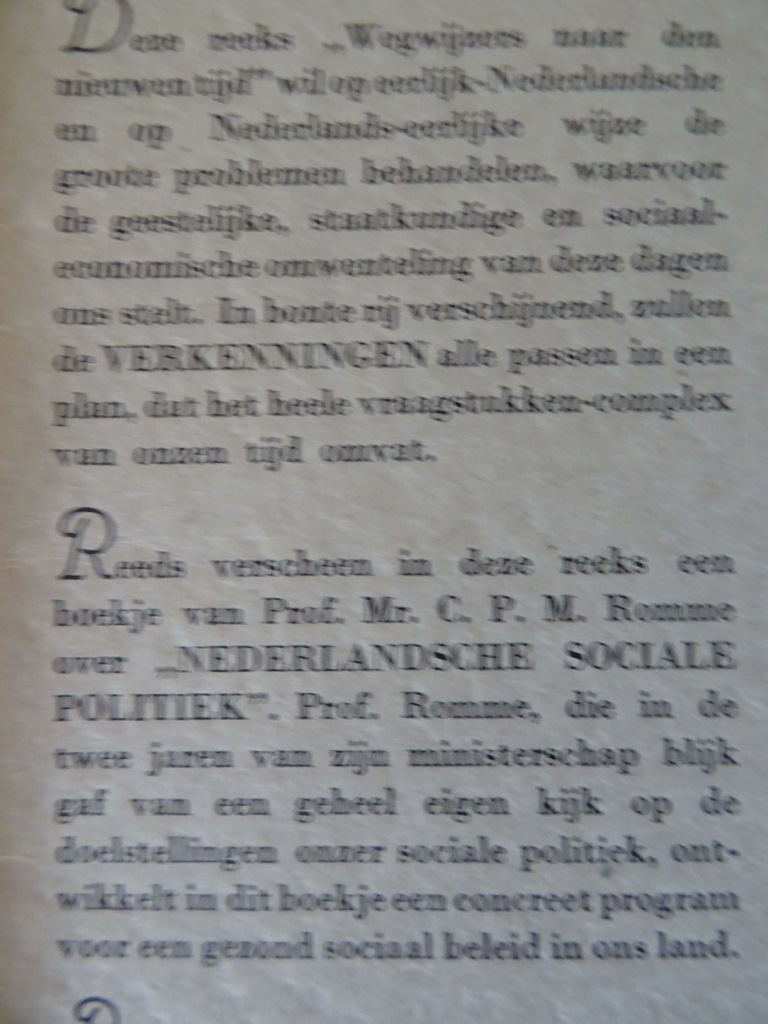 Deze reeks „Wegwijzers naar den
nieuwen tijd” wil op eerlijk-Nederlandsche
en op Nederlands-eerlijke wijze de
groote problemen behandelen, waarvoor
de geestelijke, staatkundige en sociaal-
economische omwenteling van deze dagen
ons stelt. In bonte rij verschijnend, zullen
de VERKENNINGEN alle passen in een
plan, dat het heele vraagstukken-complex
van onzen tijd omvat.
Reeds verscheen in deze reeks een
boekje van Prof. Mr. C. P. M. Romme
over „NEDERLANDSCHE SOCIALE
POLITIEK”. Prof. Romme, die in de
twee jaren van zijn ministerschap blijk
gaf van een geheel eigen kijk op de
doelstellingen onzer sociale politiek, ont-
wikkelt in dit boekje een concreet program
voor een gezond sociaal beleid in ons land.